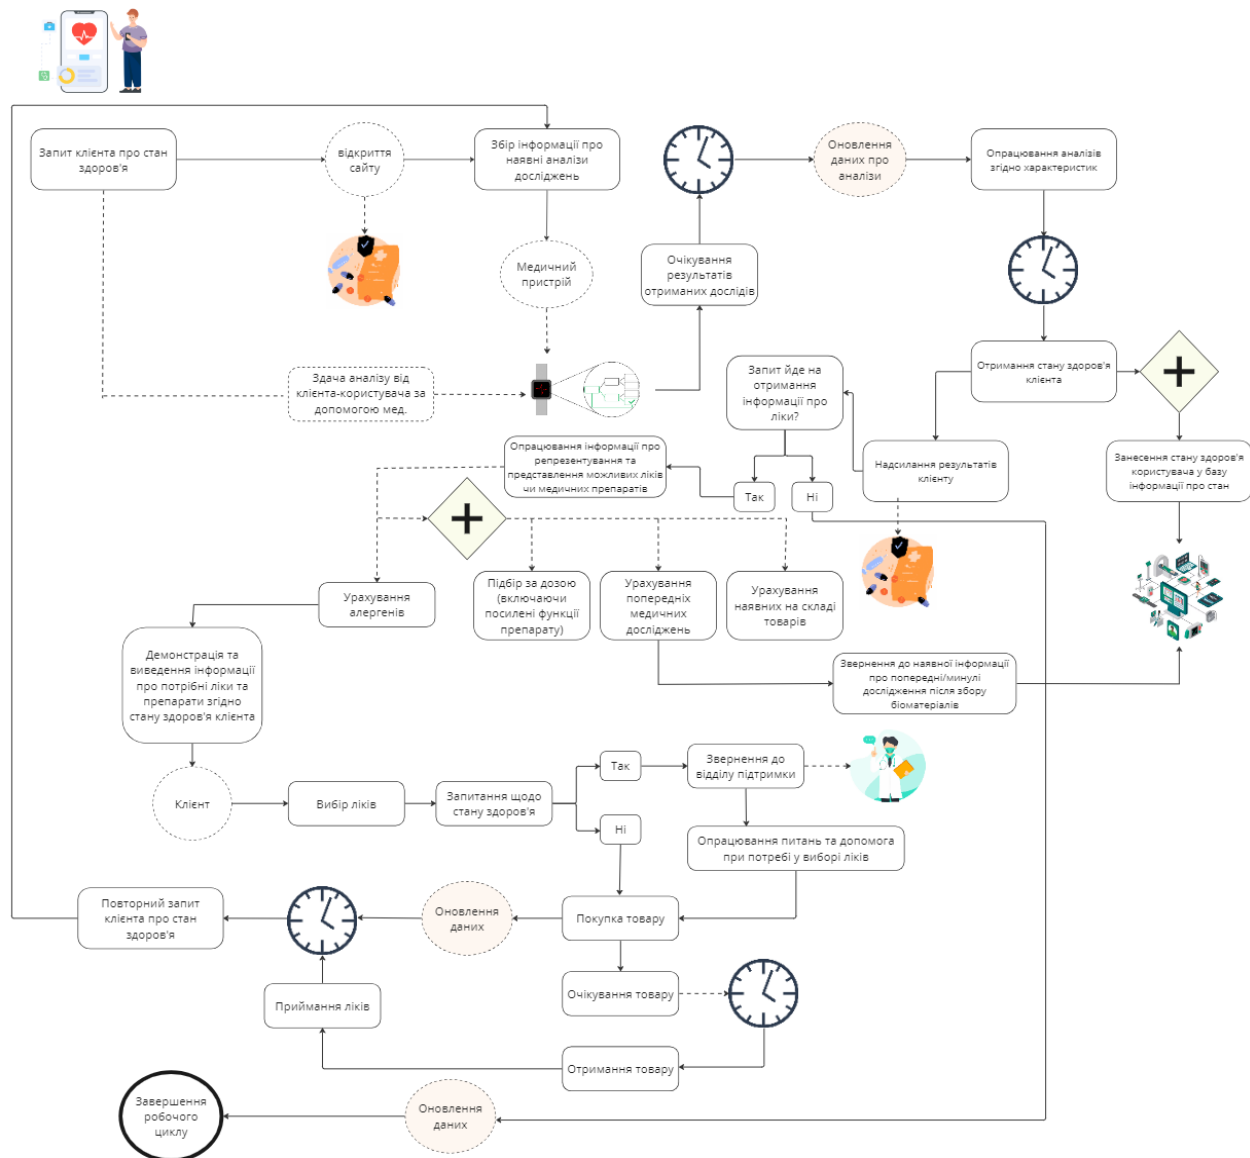 Запит клієнта про стан
здоров'я
відкриття
сайту
Збір інформації про
наявні аналізи
досліджень
Оновлення
даних про
аналізи
Опрацювання аналізів
згідно характеристик
Медичний
пристрій
Очікування
результатів
отриманих дослідів
Здача аналізу від
клієнта-користувача за
допомогою мед.
Запит йде на
отримання
інформації про
ліки?
Отримання стану здоров'я
клієнта
Опрацювання інформації про
репрезентування та
представлення можливих ліків
чи медичних препаратів
Так
Ні
Надсилання результатів
клієнту
Занесення стану здоров'я
користувача у базу
інформації про стан
Урахування
алергенів
Підбір за дозою
(включаючи
посилені функції
препарату)
Урахування
попередніх
медичних
досліджень
Урахування
наявних на складі
товарів
Демонстрація та
виведення інформації
про потрібні ліки та
препарати згідно
стану здоров'я клієнта
Звернення до наявної інформації
про попередні/минулі
дослідження після збору
біоматеріалів
Клієнт
Вибір ліків
Запитання щодо
стану здоров'я
Так
Ні
Звернення до
відділу підтримки
Опрацювання питань та допомога
при потребі у виборі ліків
Повторний запит
клієнта про стан
здоров'я
Оновлення
даних
Покупка товару
Приймання ліків
Очікування товару
Отримання товару
Завершення
робочого
циклу
Оновлення
даних